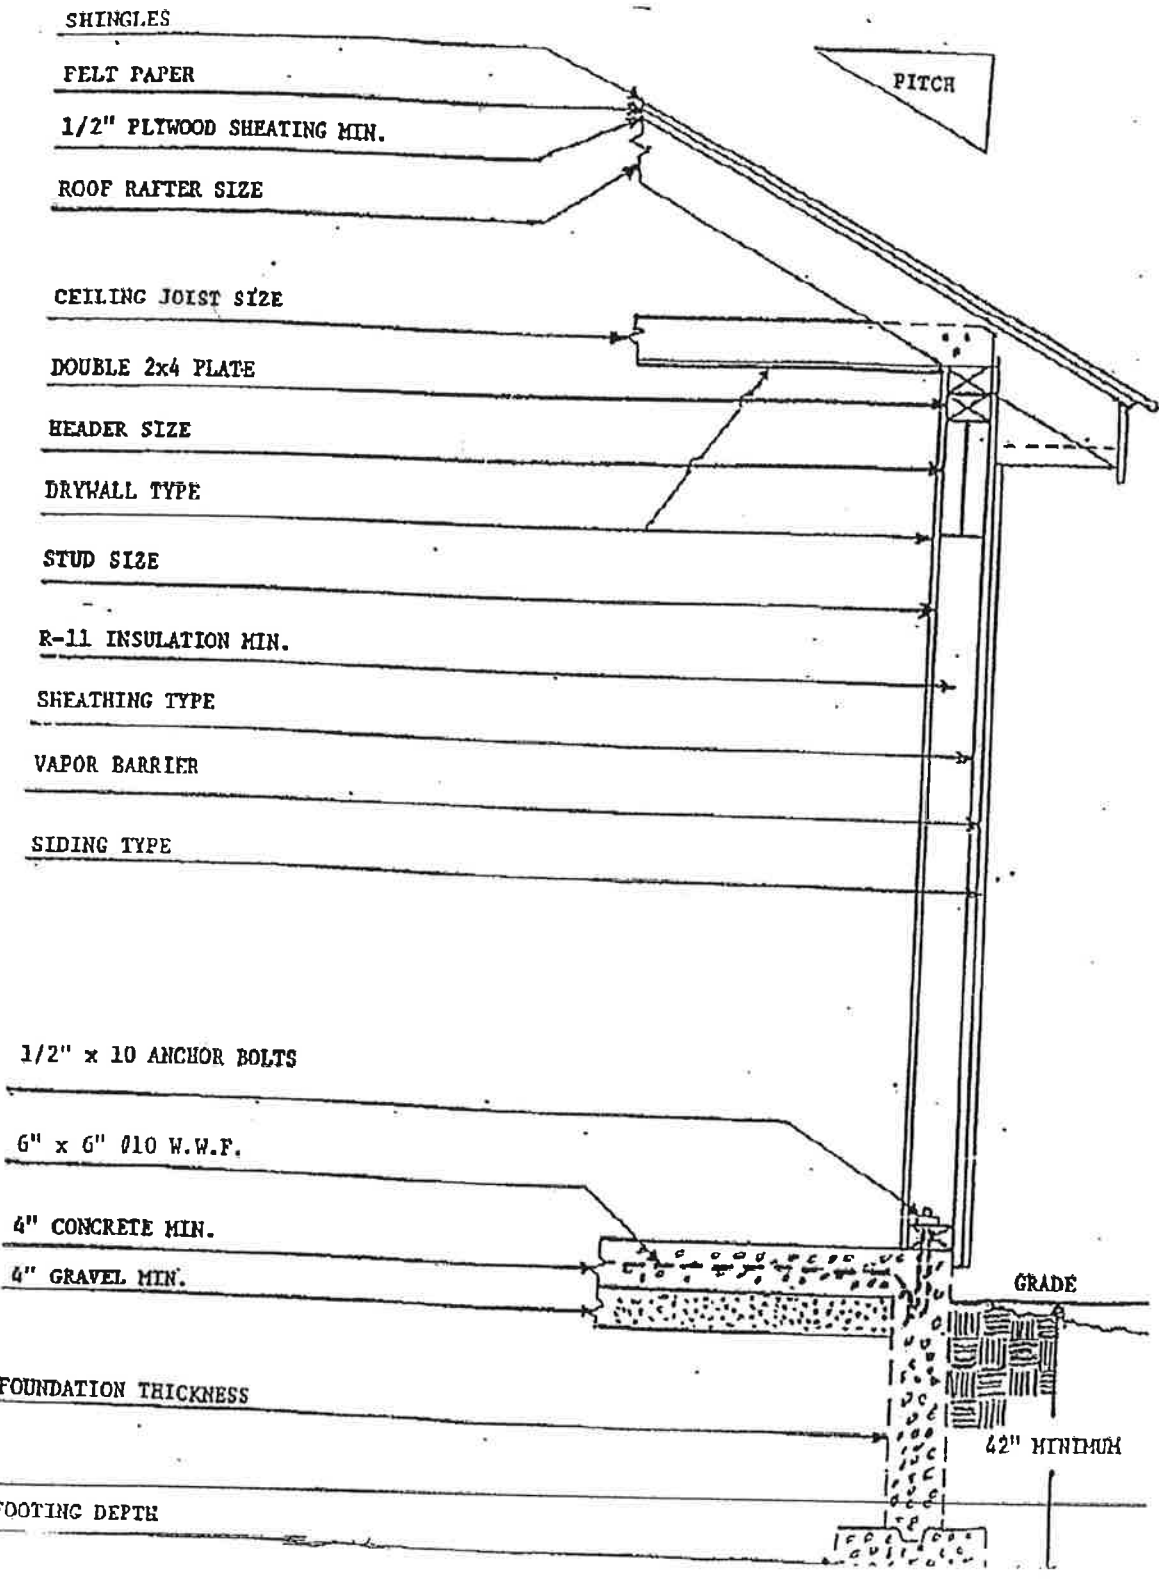 SHINGLES
PITCH
FELT PAPER
1/2" PLYWOOD SHEATING MIN.
ROOF RAFTER SIZE
CEILING JOIST SIZE
DOUBLE 2x4 PLATE
HEADER SIZE
DRYWALL TYPE
STUD SIZE
R-11 INSULATION MIN.
SHEATHING TYPE
VAPOR BARRIER
SIDING TYPE
1/2" x 10 ANCHOR BOLTS
6" x 6" #10 W.W.F.
4" CONCRETE MIN.
4" GRAVEL MIN.
GRADE
FOUNDATION THICKNESS
42" MINIMUM
FOOTING DEPTH